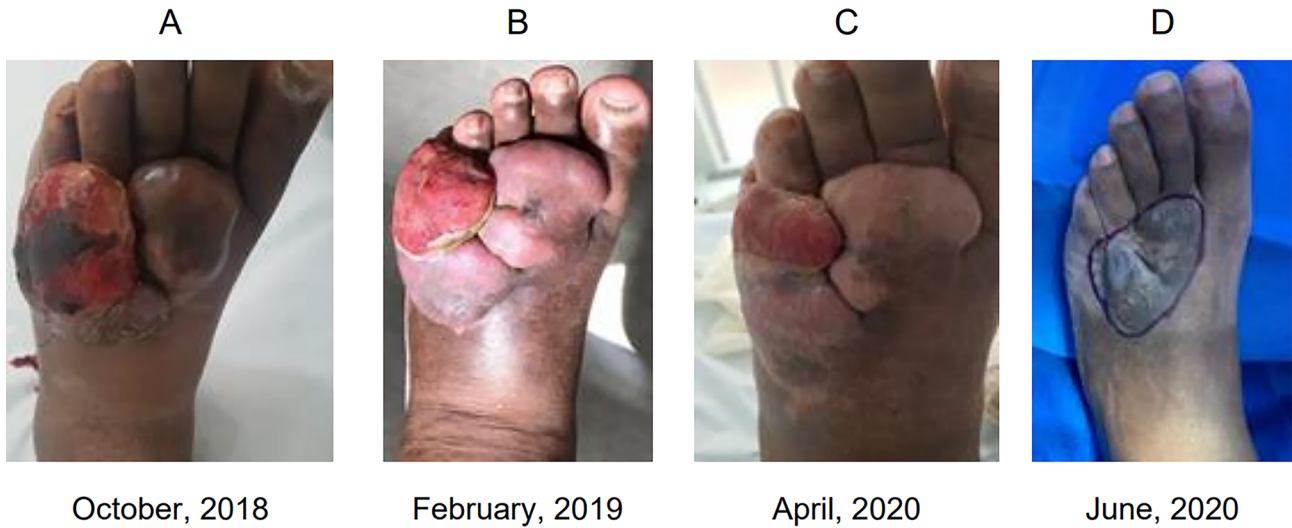 A
B
C
D
October, 2018
February, 2019
April, 2020
June, 2020